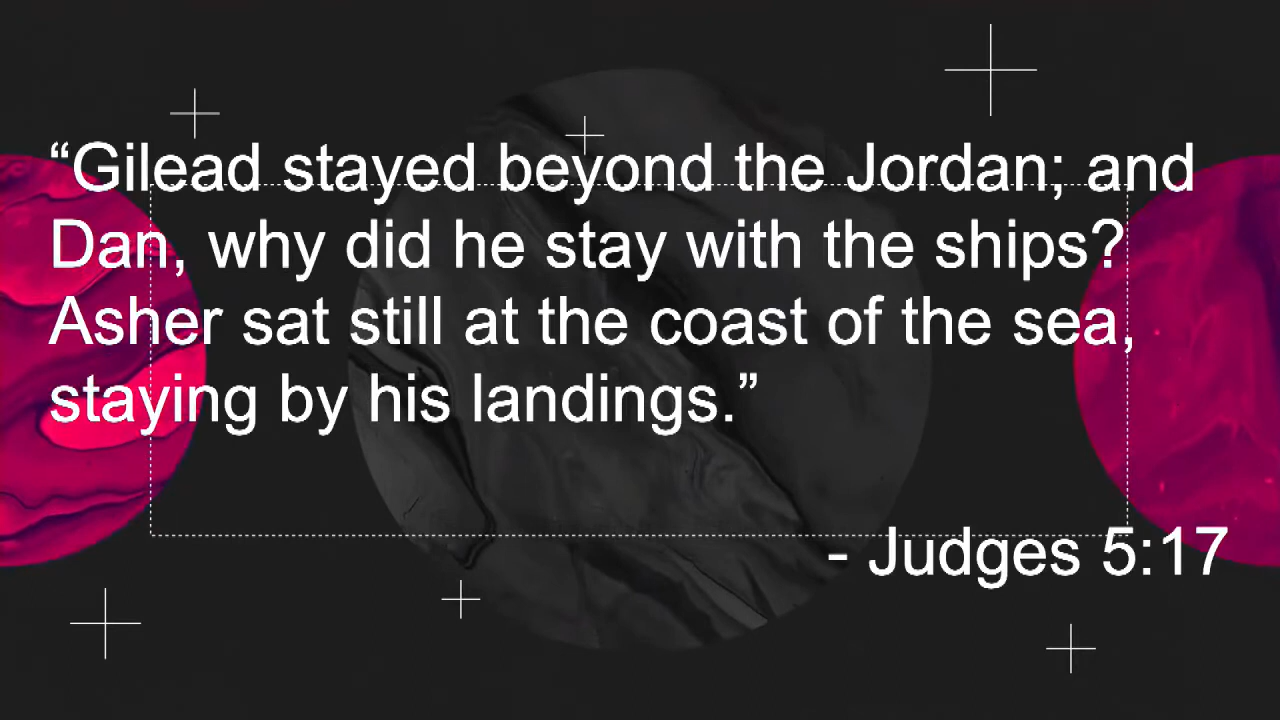 “Gilead stayed beyond the Jordan; and
Dan, why did he stay with the ships?
Asher sat still at the coast of the sea,
staying by his landings.”
- Judges 5:17